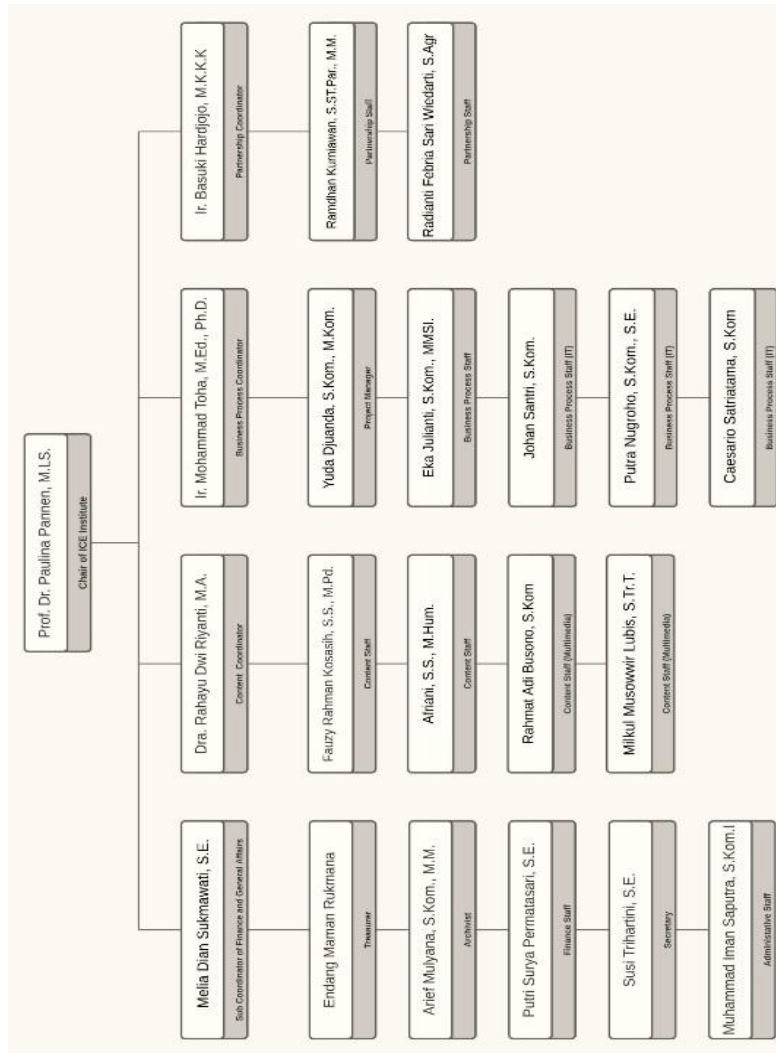 Prof. Dr. Paulina Pannen, M.LS.
Chair of ICE Institute
Melia Dian Sukmawati, S.E.
Sub Coordinator of Finance and General Affairs
Dra. Rahayu Dwi Riyanti, M.A.
Content Coordinator
Ir. Mohammad Toha, M.Ed., Ph.D.
Business Process Coordinator
Ir. Basuki Hardjojo, M.K.K.K
Partnership Coordinator
Endang Maman Rukmana
Treasurer
Fauzy Rahman Kosasih, S.S., M.Pd.
Content Staff
Yuda Djuanda, S.Kom., M.Kom.
Project Manager
Ramdhan Kurniawan, S.ST.Par., M.M.
Partnership Staff
Arief Mulyana, S.Kom., M.M.
Archivist
Afriani, S.S., M.Hum.
Content Staff
Eka Julianti, S.Kom., MMSI.
Business Process Staff
Radianti Febria Sari Wiedarti, S.Agr
Partnership Staff
Putri Surya Permatasari, S.E.
Finance Staff
Rahmat Adi Busono, S.Kom
Content Staff (Multimedia)
Johan Santri, S.Kom.
Business Process Staff (IT)
Susi Trihartini, S.E.
Secretary
Milkul Musowwir Lubis, S.Tr.T.
Content Staff (Multimedia)
Putra Nugroho, S.Kom., S.E.
Business Process Staff (IT)
Muhammad Iman Saputra, S.Kom.I
Administative Staff
Caesario Satriatama, S.Kom
Business Process Staff (IT)